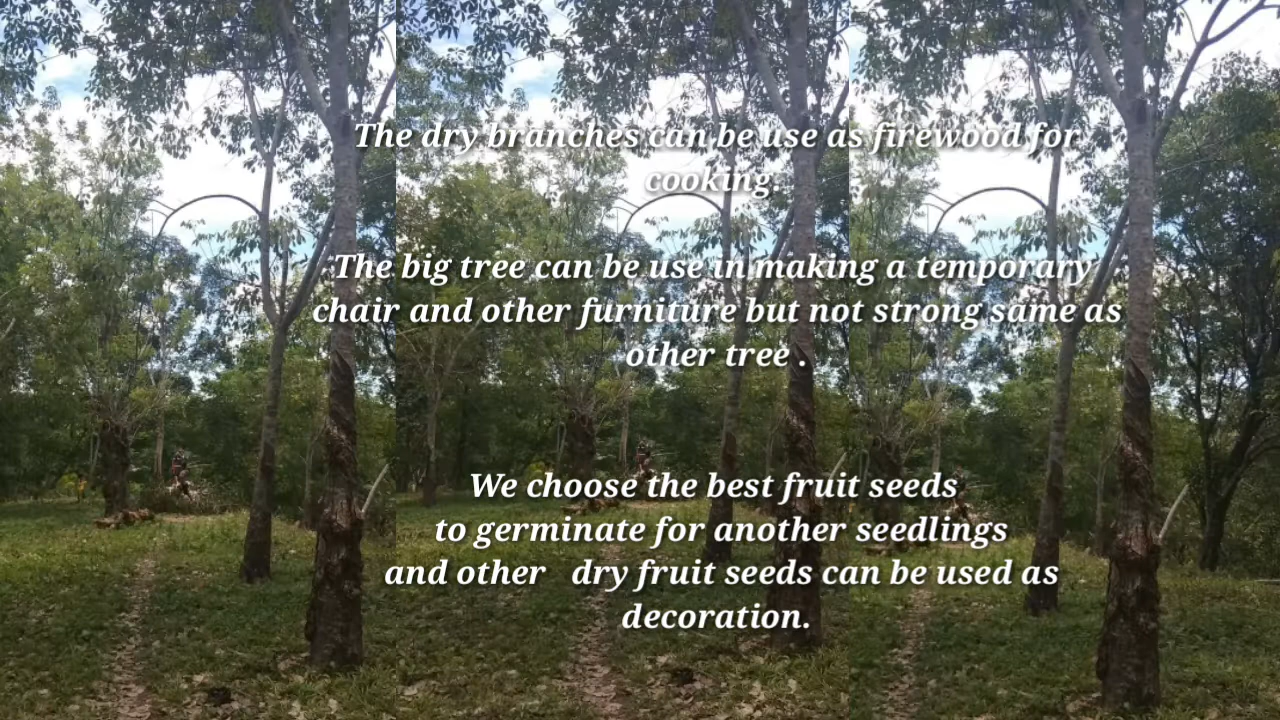 The dry branches can be use as firewood for
cooking.
The big tree can be use in making a temporary
chair and other furniture but not strong same as
other tree .
We choose the best fruit seeds
to germinate for another seedlings
and other   dry fruit seeds can be used as
decoration.